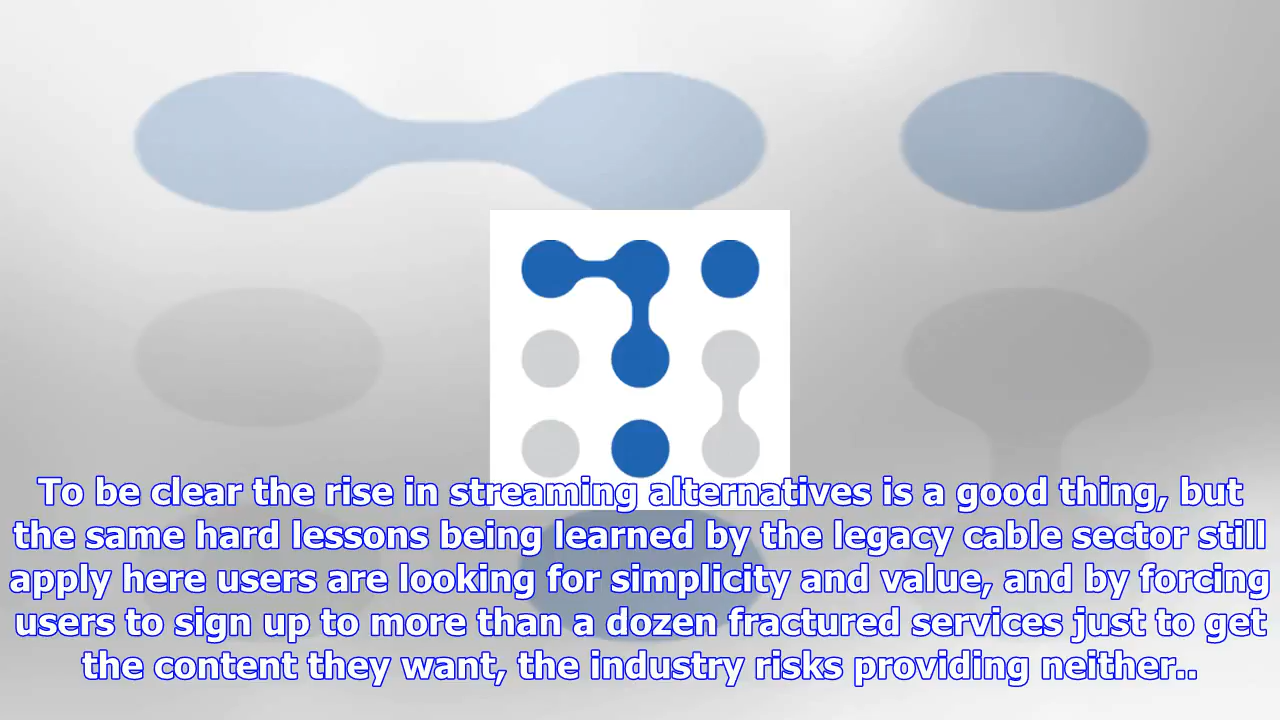 To be clear the rise in streaming alternatives is a good thing, but
the same hard lessons being learned by the legacy cable sector still
apply here users are looking for simplicity and value, and by forcing
users to sign up to more than a dozen fractured services just to get
the content they want, the industry risks providing neither..